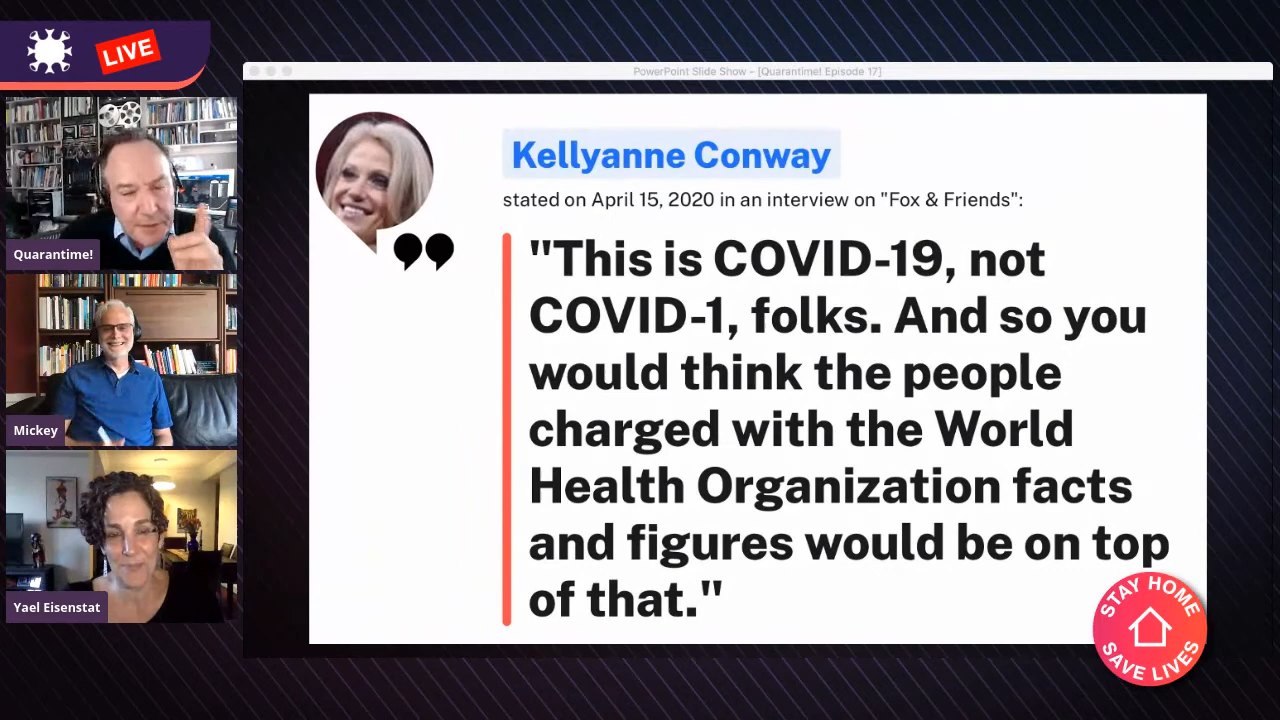 LIVE
PowerPoint Slide Show - [Quarantime! Episode 17]
Quarantime!
Mickey
Yael Eisenstat
Kellyanne Conway
stated on April 15, 2020 in an interview on "Fox & Friends":
"This is COVID-19, not
COVID-1, folks. And so you
would think the people
charged with the World
Health Organization facts
and figures would be on top
of that."
STAY HOME
SAVE LIVES